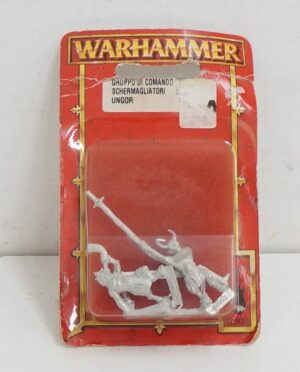 WARHAMMER
GRUPPO DI COMANDO
SCHERMAGLIATORI
UNGOR